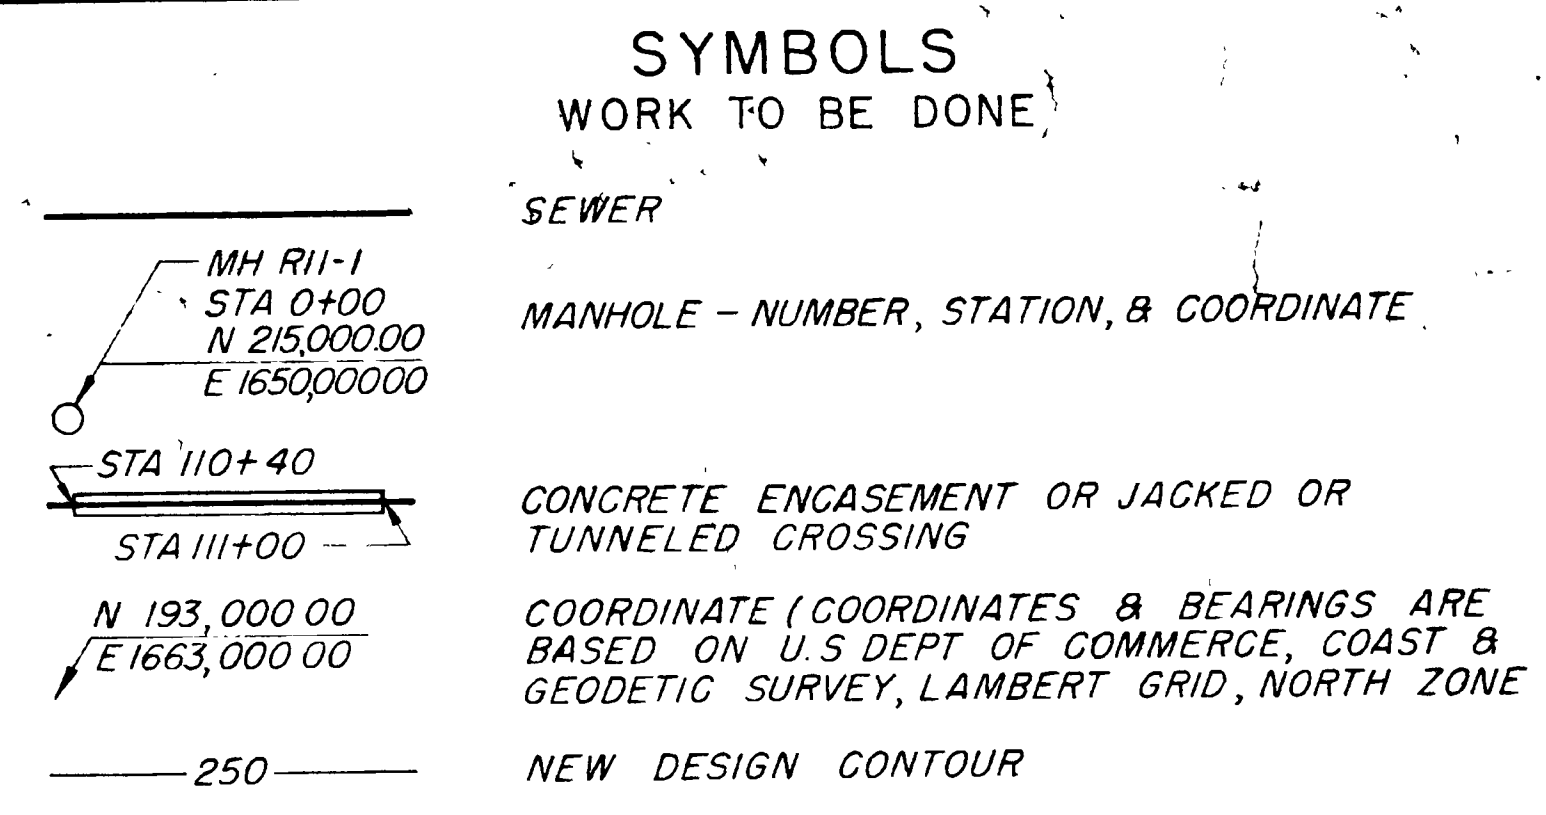 SYMBOLS
WORK TO BE DONE
SEWER
MH R11-1
STA 0+00
N 215,000.00
E 1650,00000
MANHOLE – NUMBER, STATION, & COORDINATE
STA 110+40
STA 111+00
CONCRETE ENCASEMENT OR JACKED OR
TUNNELED CROSSING
N 193,000 00
E 1663,000 00
COORDINATE (COORDINATES & BEARINGS ARE
BASED ON U.S DEPT OF COMMERCE, COAST &
GEODETIC SURVEY, LAMBERT GRID, NORTH ZONE
250
NEW DESIGN CONTOUR